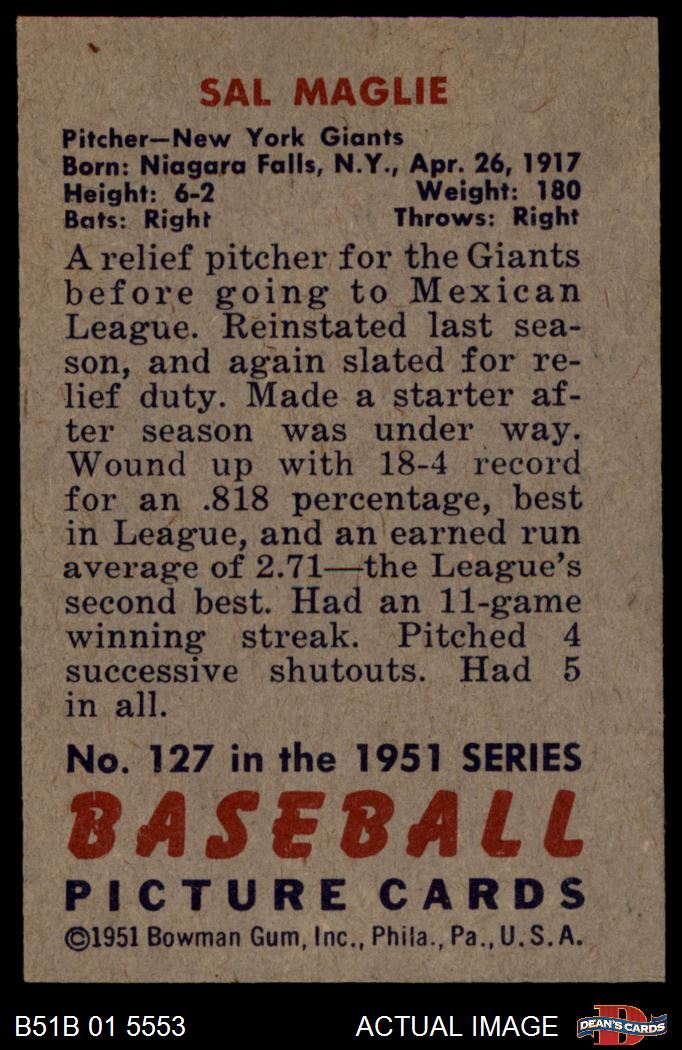 SAL MAGLIE
Pitcher—New York Giants
Born: Niagara Falls, N.Y., Apr. 26, 1917
Height: 6-2 Weight: 180
Bats: Right Throws: Right
A relief pitcher for the Giants
before going to Mexican
League. Reinstated last sea-
son, and again slated for re-
lief duty. Made a starter af-
ter season was under way.
Wound up with 18-4 record
for an .818 percentage, best
in League, and an earned run
average of 2.71—the League's
second best. Had an 11-game
winning streak. Pitched 4
successive shutouts. Had 5
in all.
No. 127 in the 1951 SERIES
BASEBALL
PICTURE CARDS
©1951 Bowman Gum, Inc., Phila., Pa., U.S.A.
B51B 01 5553 ACTUAL IMAGE
D
DEAN'S CARDS